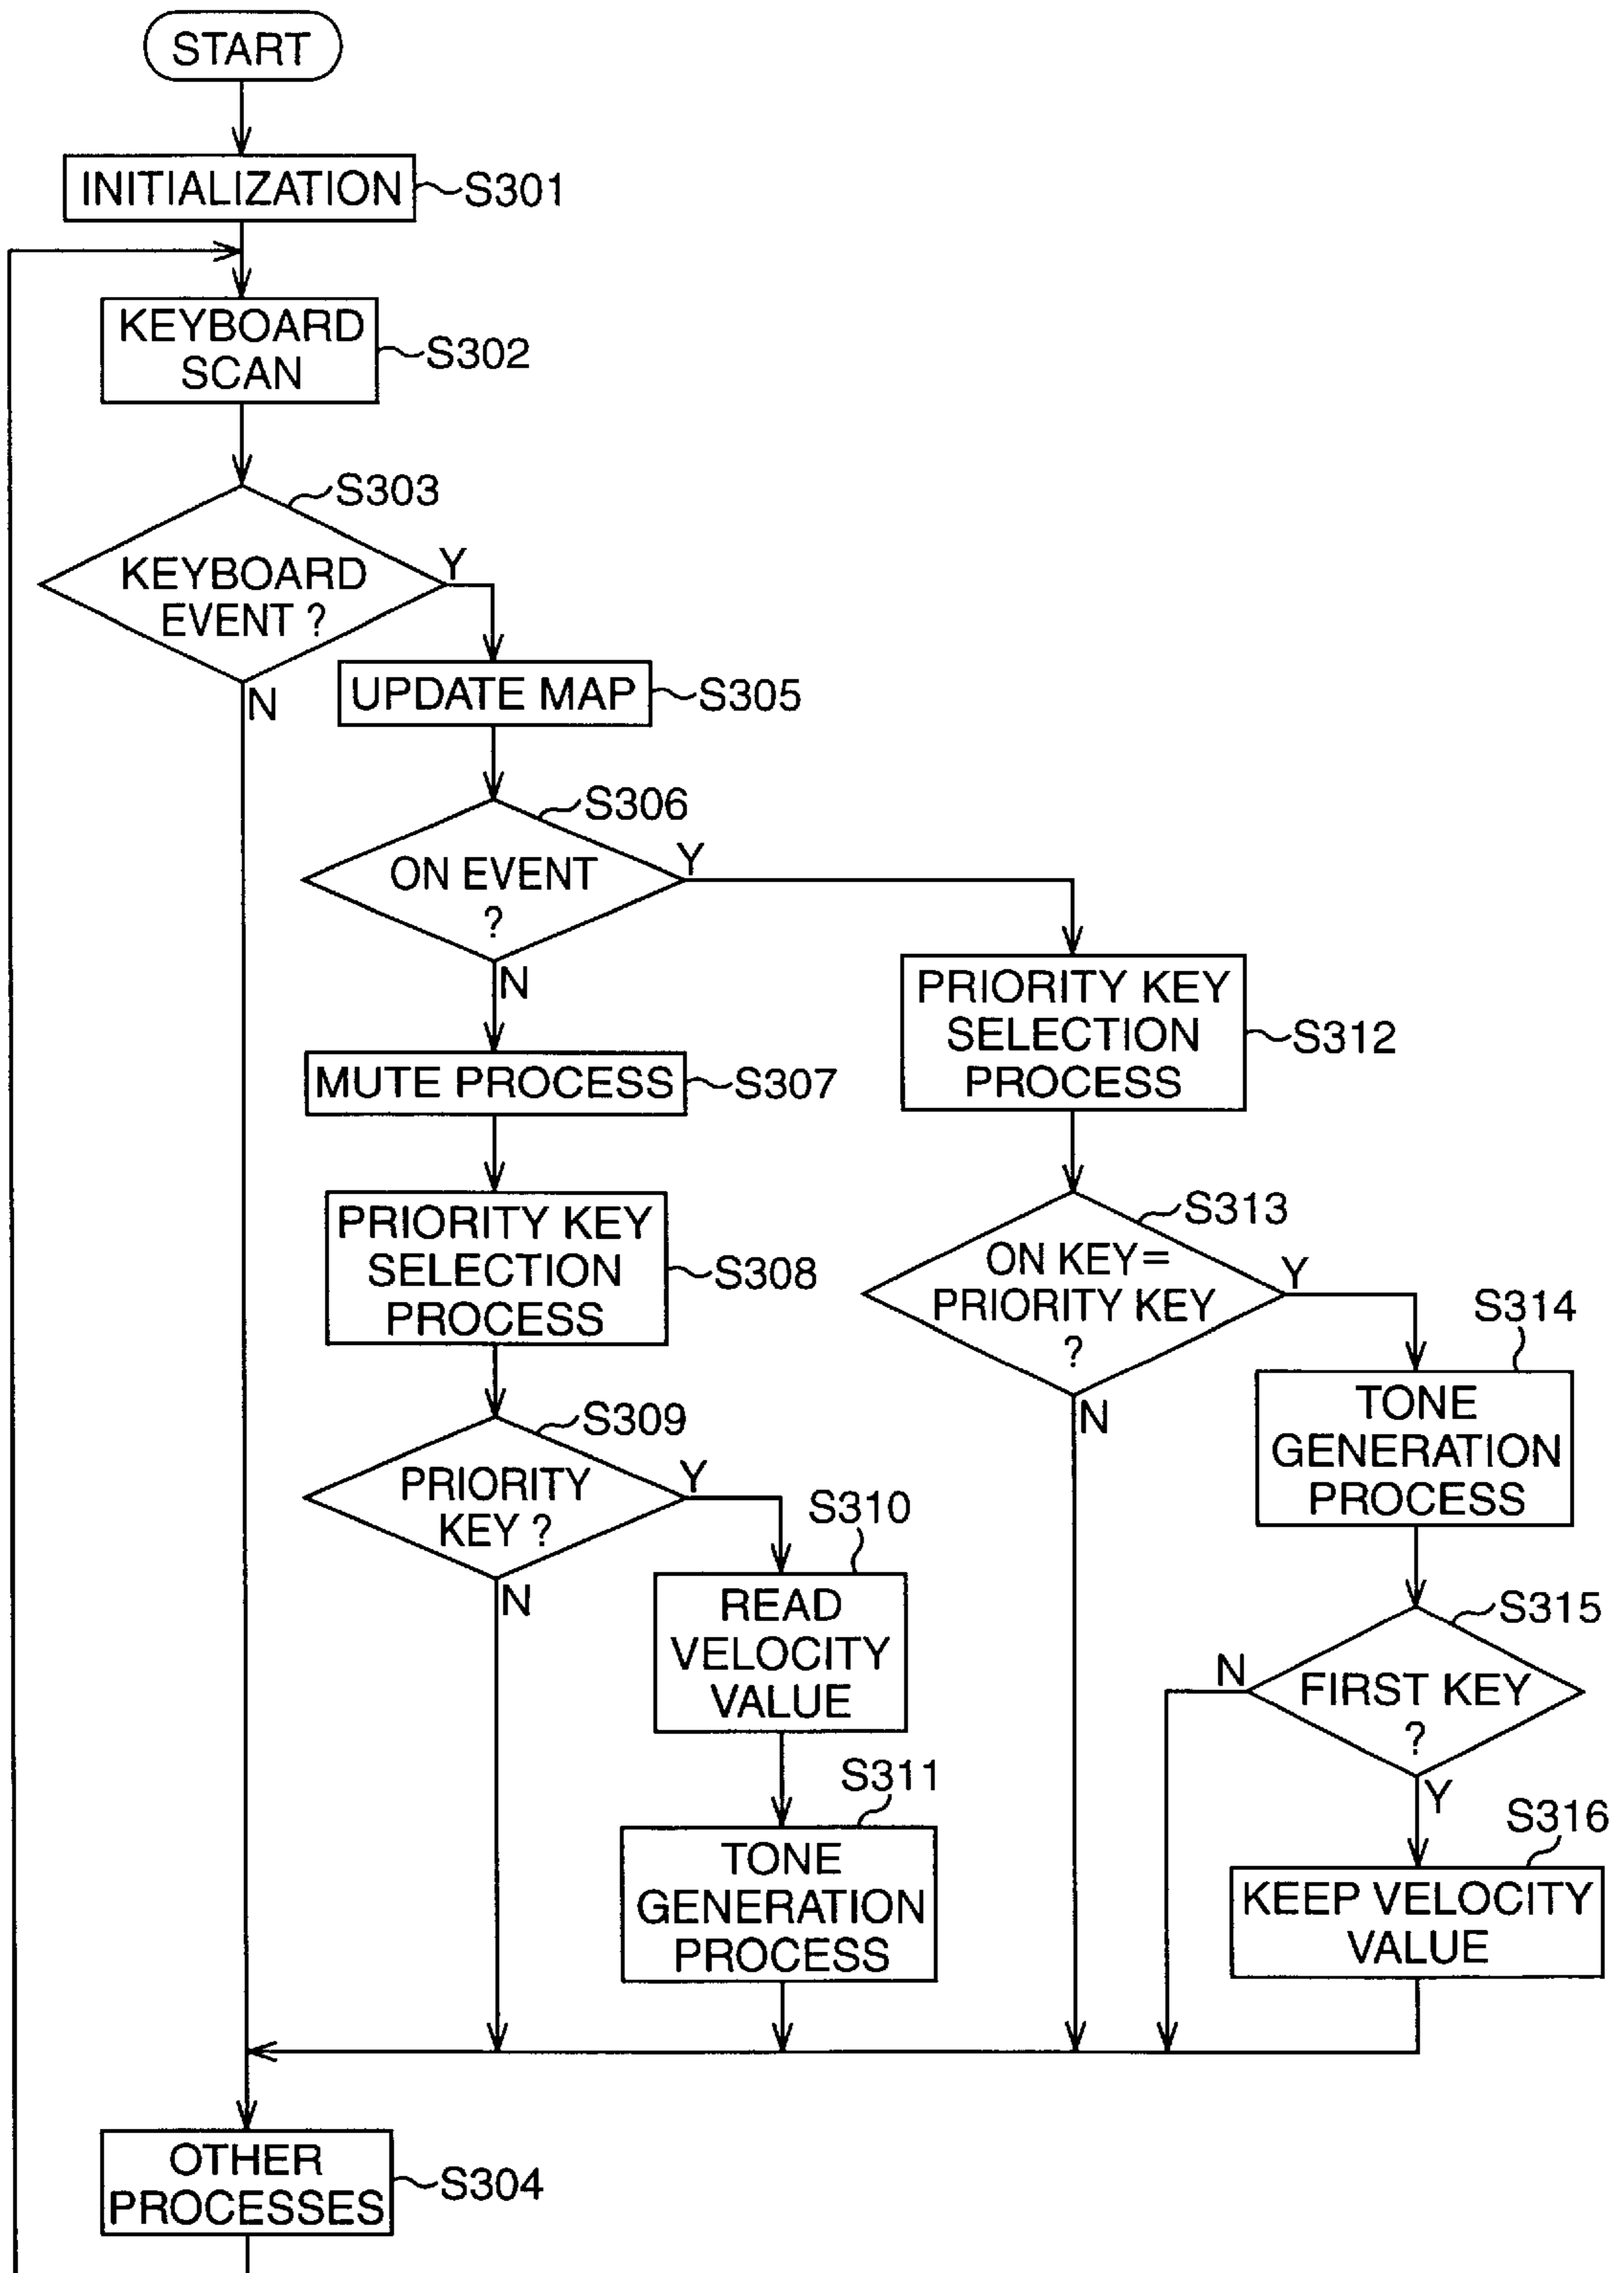 START
INITIALIZATION
S301
KEYBOARD
SCAN
S302
S303
KEYBOARD
EVENT ?
Y
N
UPDATE MAP
S305
S306
ON EVENT
?
Y
N
MUTE PROCESS
S307
PRIORITY KEY
SELECTION
PROCESS
S308
S309
PRIORITY
KEY ?
Y
N
S310
READ
VELOCITY
VALUE
S311
TONE
GENERATION
PROCESS
PRIORITY KEY
SELECTION
PROCESS
S312
S313
ON KEY=
PRIORITY KEY
?
Y
N
S314
TONE
GENERATION
PROCESS
S315
FIRST KEY
?
N
Y
S316
KEEP VELOCITY
VALUE
OTHER
PROCESSES
S304